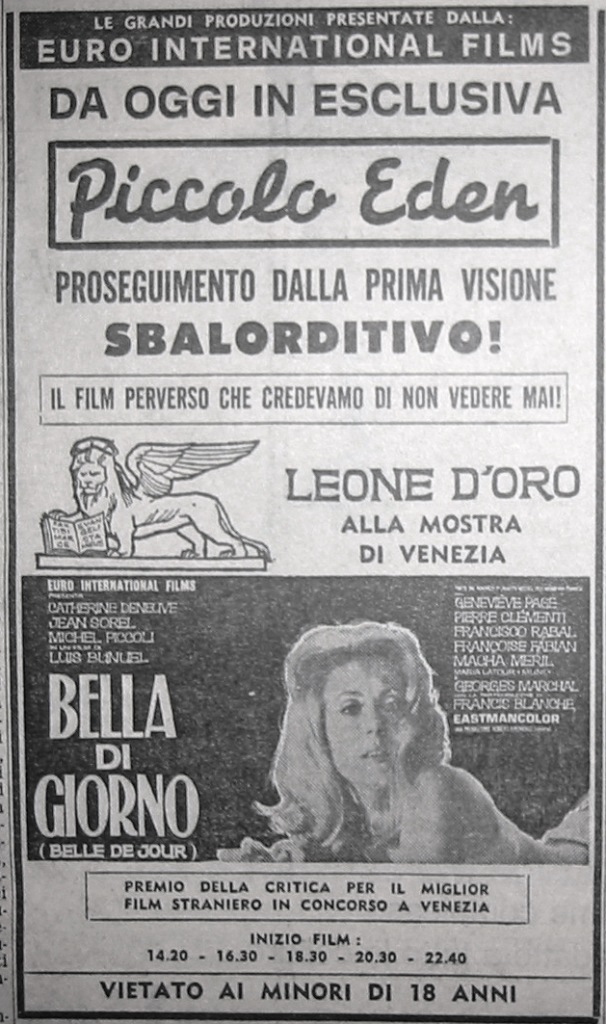 LE GRANDI PRODUZIONI PRESENTATE DALLA:
EURO INTERNATIONAL FILMS
DA OGGI IN ESCLUSIVA
Piccolo Eden
PROSEGUIMENTO DALLA PRIMA VISIONE
SBALORDITIVO!
IL FILM PERVERSO CHE CREDEVAMO DI NON VEDERE MAI!
LEONE D'ORO
ALLA MOSTRA
DI VENEZIA
EURO INTERNATIONAL FILMS
CATHERINE DENEUVE
JEAN SOREL
MICHEL PICCOLI
LUIS BUNUEL
BELLA
DI
GIORNO
(BELLE DE JOUR)
GENEVIÈVE PAGE
PIERRE CLEMENTI
FRANCISCO RABAL
FRANÇOISE FABIAN
MACHA MERIL
GEORGES MARCHAL
FRANCIS BLANCHE
EASTMANCOLOR
PREMIO DELLA CRITICA PER IL MIGLIOR
FILM STRANIERO IN CONCORSO A VENEZIA
INIZIO FILM:
14.20 - 16.30 - 18.30 - 20.30 - 22.40
VIETATO AI MINORI DI 18 ANNI